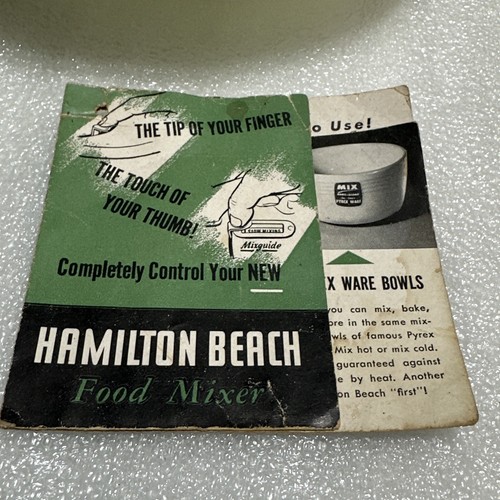 THE TIP OF YOUR FINGER
THE TOUCH OF
YOUR THUMB!
Mixguide
Completely Control Your NEW
HAMILTON BEACH
Food Mixer
o Use!
MIX
X WARE BOWLS
you can mix, bake,
ore in the same mix-
wls of famous Pyrex
Mix hot or mix cold.
guaranteed against
e by heat. Another
on Beach "first"!